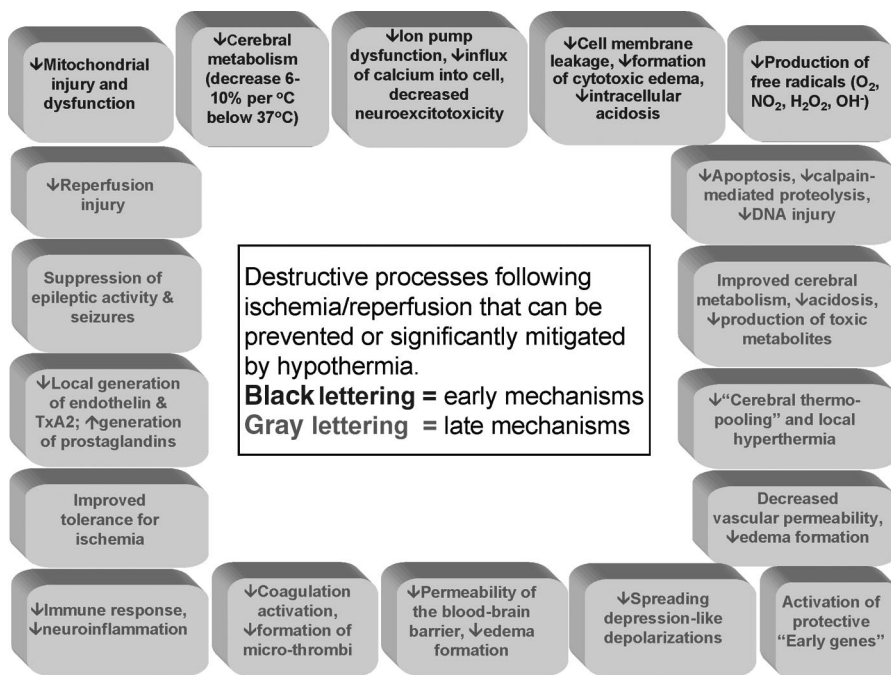 ↓Mitochondrial
injury and
dysfunction
↓Cerebral
metabolism
(decrease 6-
10% per ºC
below 37ºC)
↓Ion pump
dysfunction, ↓influx
of calcium into cell,
decreased
neuroexcitotoxicity
↓Cell membrane
leakage, ↓formation
of cytotoxic edema,
↓intracellular
acidosis
↓Production of
free radicals (O₂,
NO₂, H₂O₂, OH⁻)
↓Reperfusion
injury
↓Apoptosis, ↓calpain-
mediated proteolysis,
↓DNA injury
Suppression of
epileptic activity &
seizures
Destructive processes following
ischemia/reperfusion that can be
prevented or significantly mitigated
by hypothermia.
Black lettering = early mechanisms
Gray lettering = late mechanisms
Improved cerebral
metabolism, ↓acidosis,
↓production of toxic
metabolites
↓Local generation
of endothelin &
TxA2; ↑generation
of prostaglandins
↓“Cerebral thermo-
pooling” and local
hyperthermia
Improved
tolerance for
ischemia
Decreased
vascular permeability,
↓edema formation
↓Immune response,
↓neuroinflammation
↓Coagulation
activation,
↓formation of
micro-thrombi
↓Permeability of
the blood-brain
barrier, ↓edema
formation
↓Spreading
depression-like
depolarizations
Activation of
protective
“Early genes”